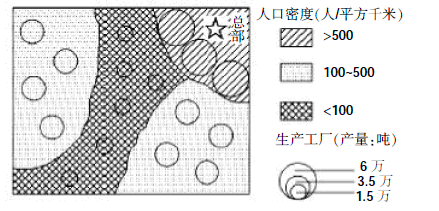 总部
人口密度(人/平方千米)
>500
100~500
<100
生产工厂(产量:吨)
6 万
3.5 万
1.5 万